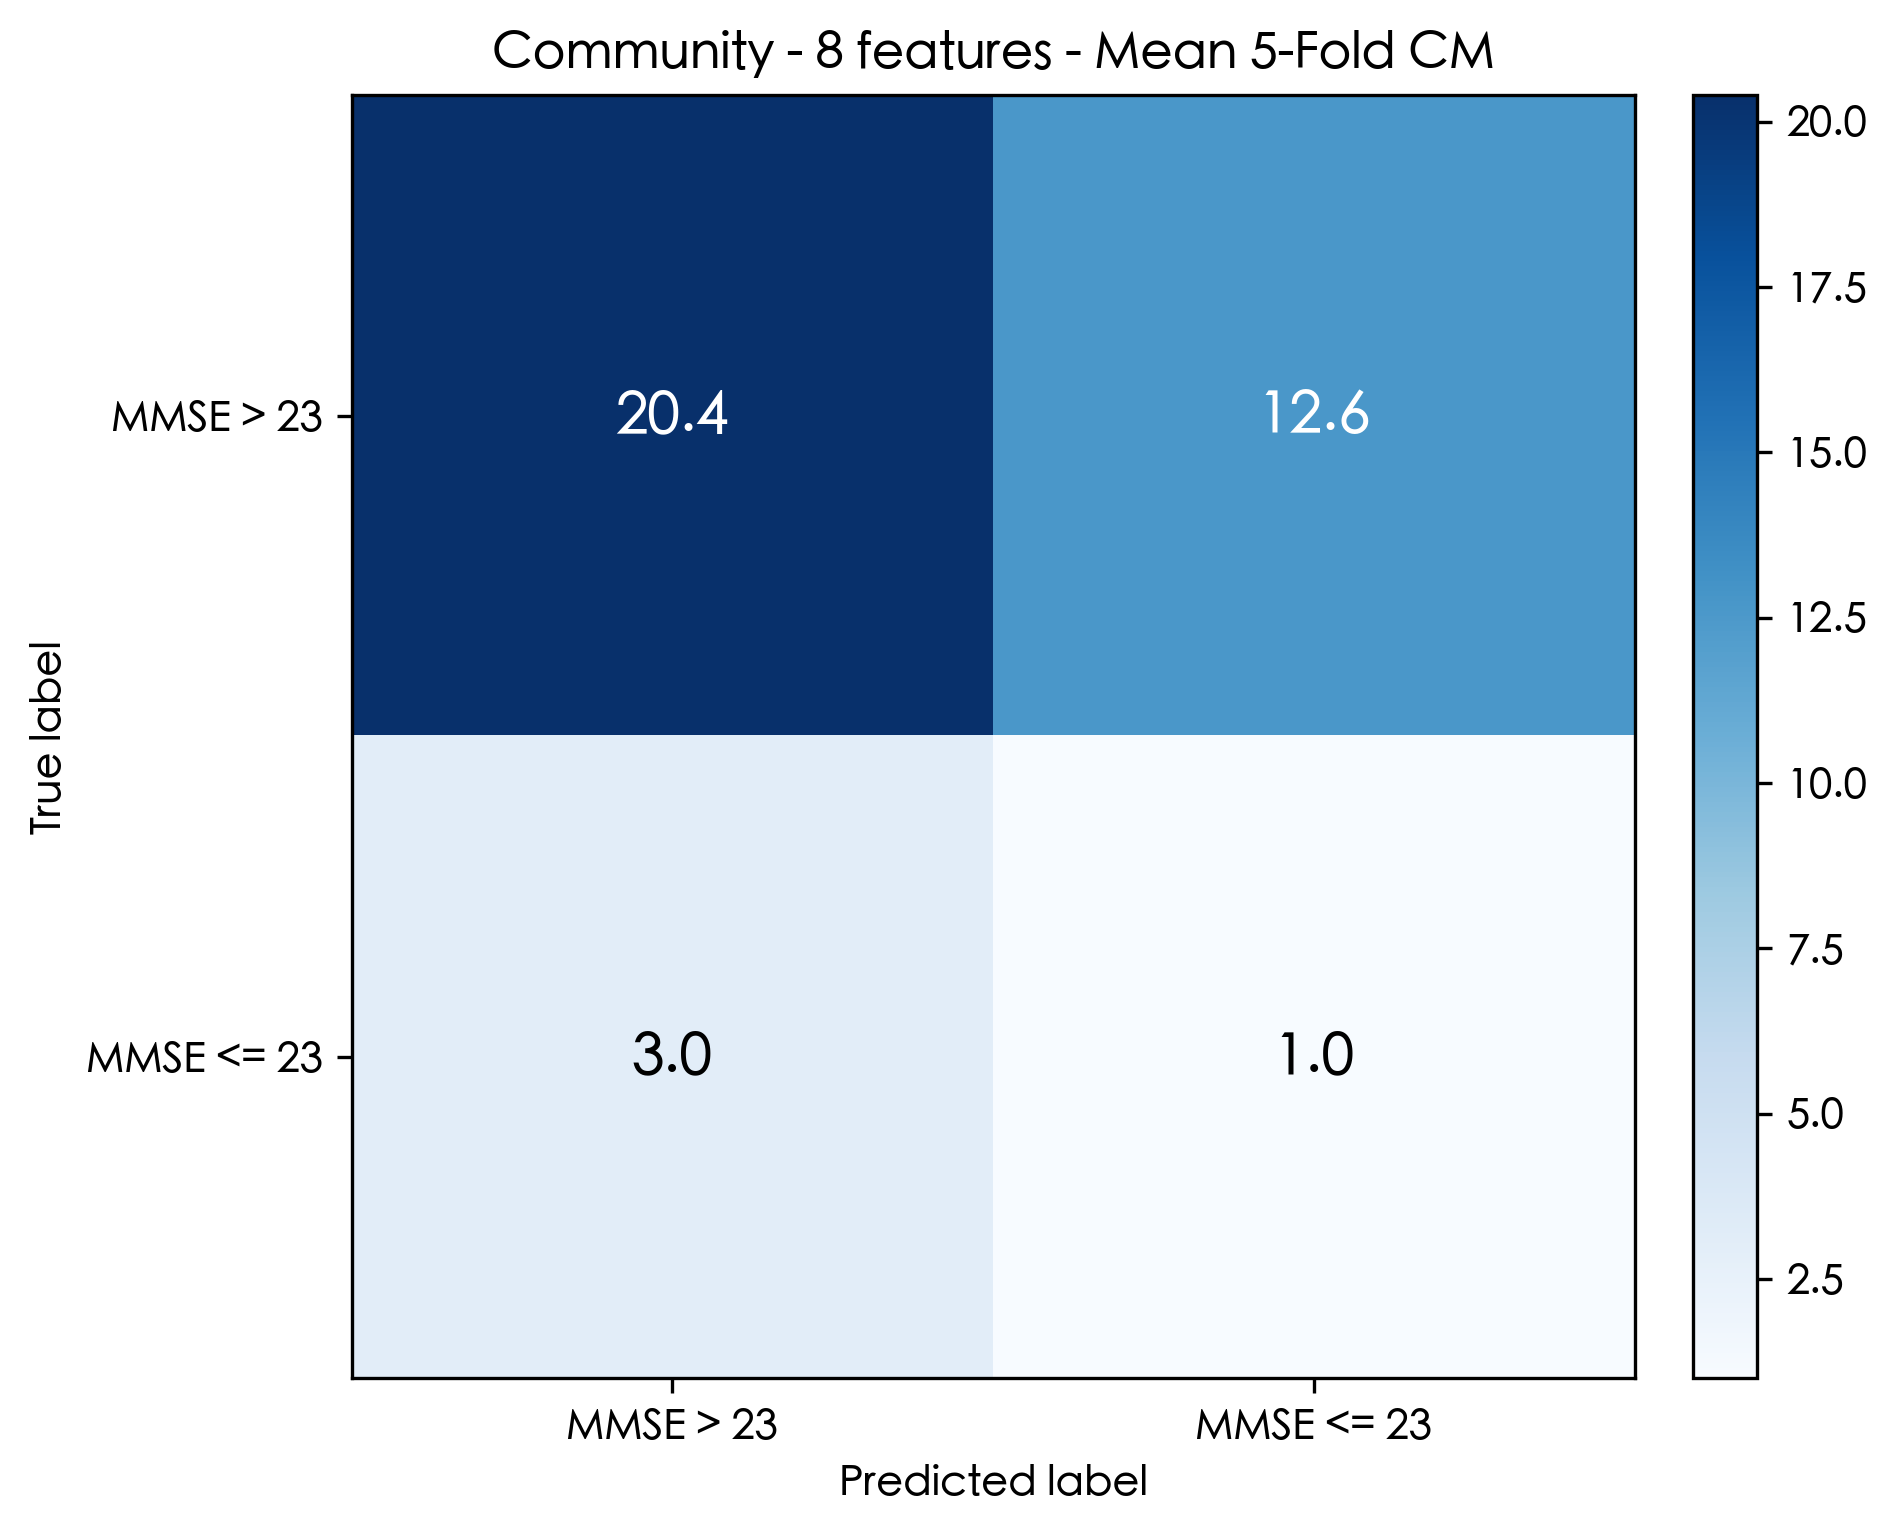 Community - 8 features - Mean 5-Fold CM
True label
MMSE > 23
MMSE <= 23
20.4
12.6
3.0
1.0
MMSE > 23
MMSE <= 23
Predicted label
20.0
17.5
15.0
12.5
10.0
7.5
5.0
2.5